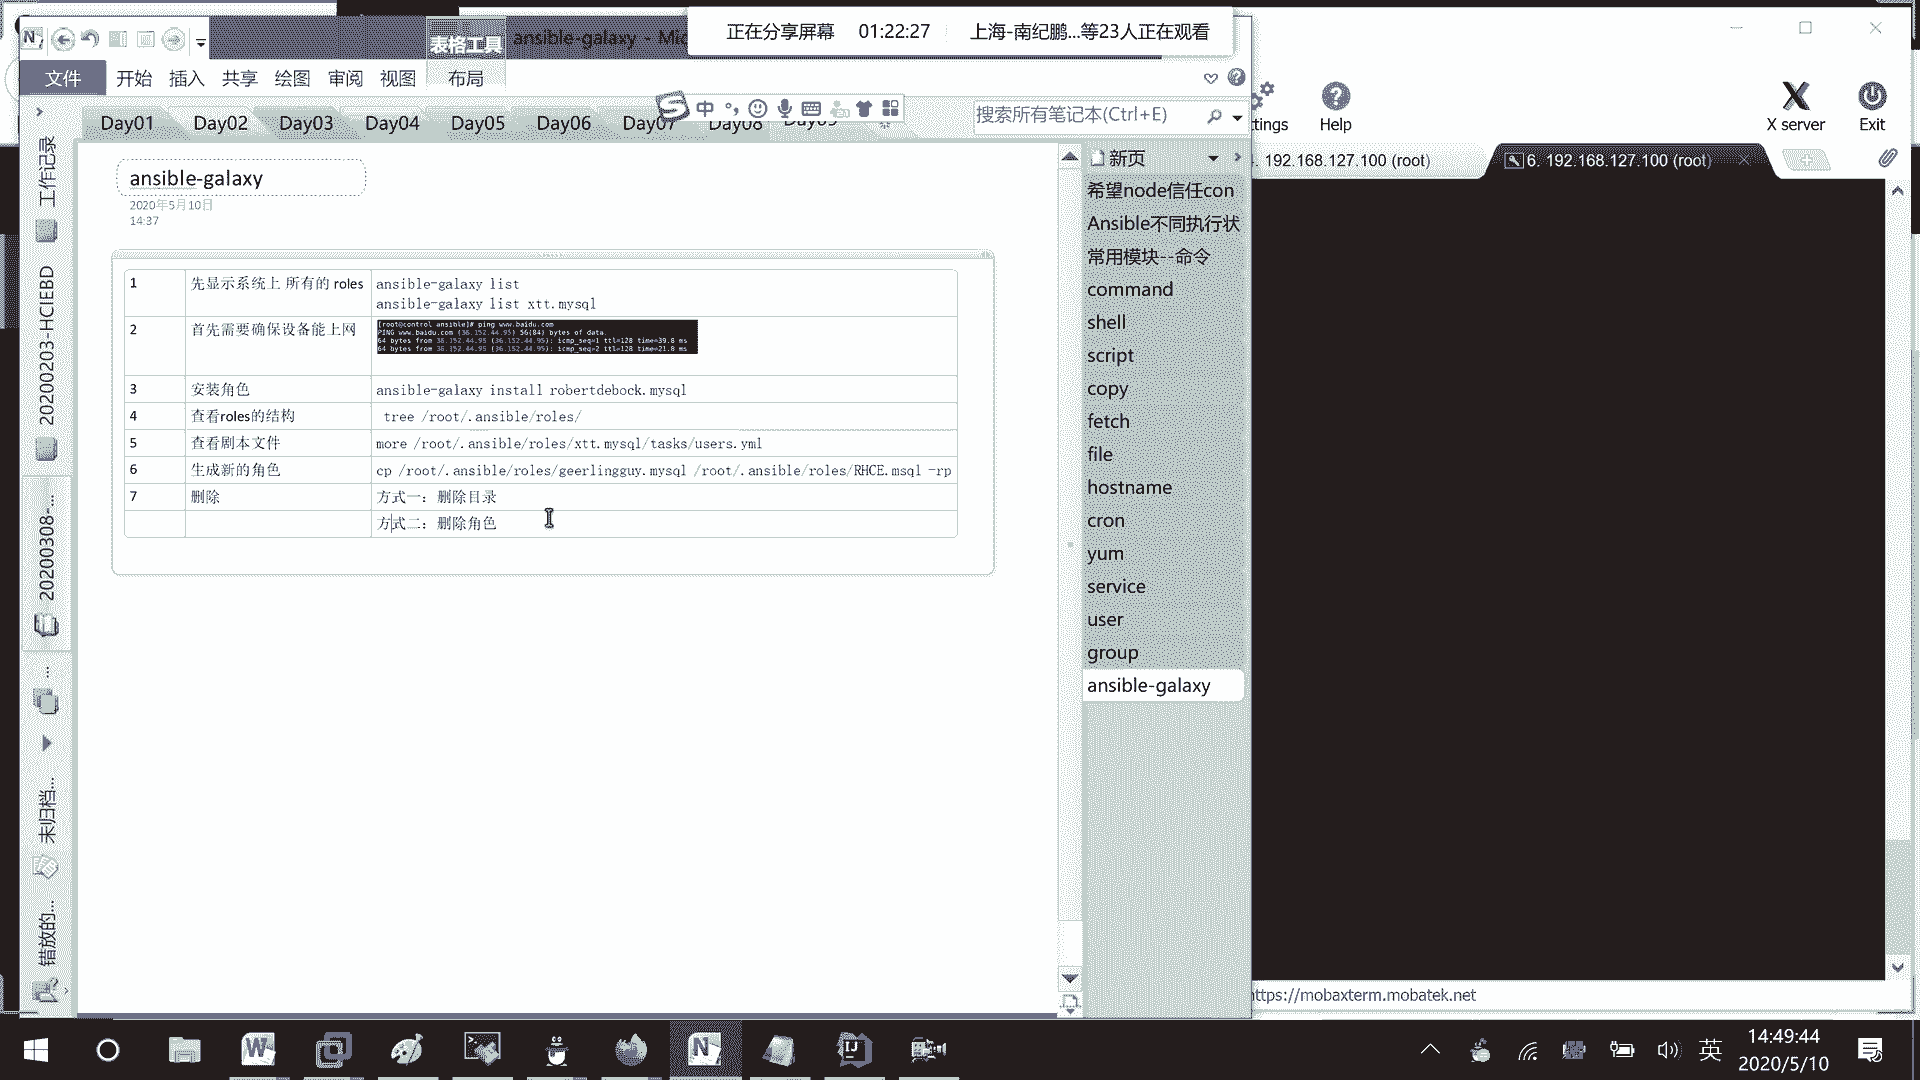 正在分享屏幕 01:22:27 上海-南纪鹏...等23人正在观看
表格工具 ansible-galaxy - Mic
文件 开始 插入 共享 绘图 审阅 视图 布局
中
搜索所有笔记本(Ctrl+E)
Day01 Day02 Day03 Day04 Day05 Day06 Day07 Day08 Day09
tings Help X server Exit
. 192.168.127.100 (root) 6. 192.168.127.100 (root)
工作记录
20200203-HCIEBD
20200308-...
未归档...
错放的...
ansible-galaxy
2020年5月10日
14:37
1 先显示系统上 所有的 roles ansible-galaxy list
ansible-galaxy list xtt.mysql
2 首先需要确保设备能上网
[root@control ansible]# ping www.baidu.com
PING www.baidu.com (36.152.44.95) 56(84) bytes of data.
64 bytes from 36.152.44.95 (36.152.44.95): icmp_seq=1 ttl=128 time=39.8 ms
64 bytes from 36.152.44.95 (36.152.44.95): icmp_seq=2 ttl=128 time=21.8 ms
3 安装角色 ansible-galaxy install robertdebock.mysql
4 查看roles的结构 tree /root/.ansible/roles/
5 查看剧本文件 more /root/.ansible/roles/xtt.mysql/tasks/users.yml
6 生成新的角色 cp /root/.ansible/roles/geerlingguy.mysql /root/.ansible/roles/RHCE.msql -rp
7 删除 方式一：删除目录
方式二：删除角色
新页
希望node信任con
Ansible不同执行状
常用模块--命令
command
shell
script
copy
fetch
file
hostname
cron
yum
service
user
group
ansible-galaxy
ttps://mobaxterm.mobatek.net
英
14:49:44
2020/5/10